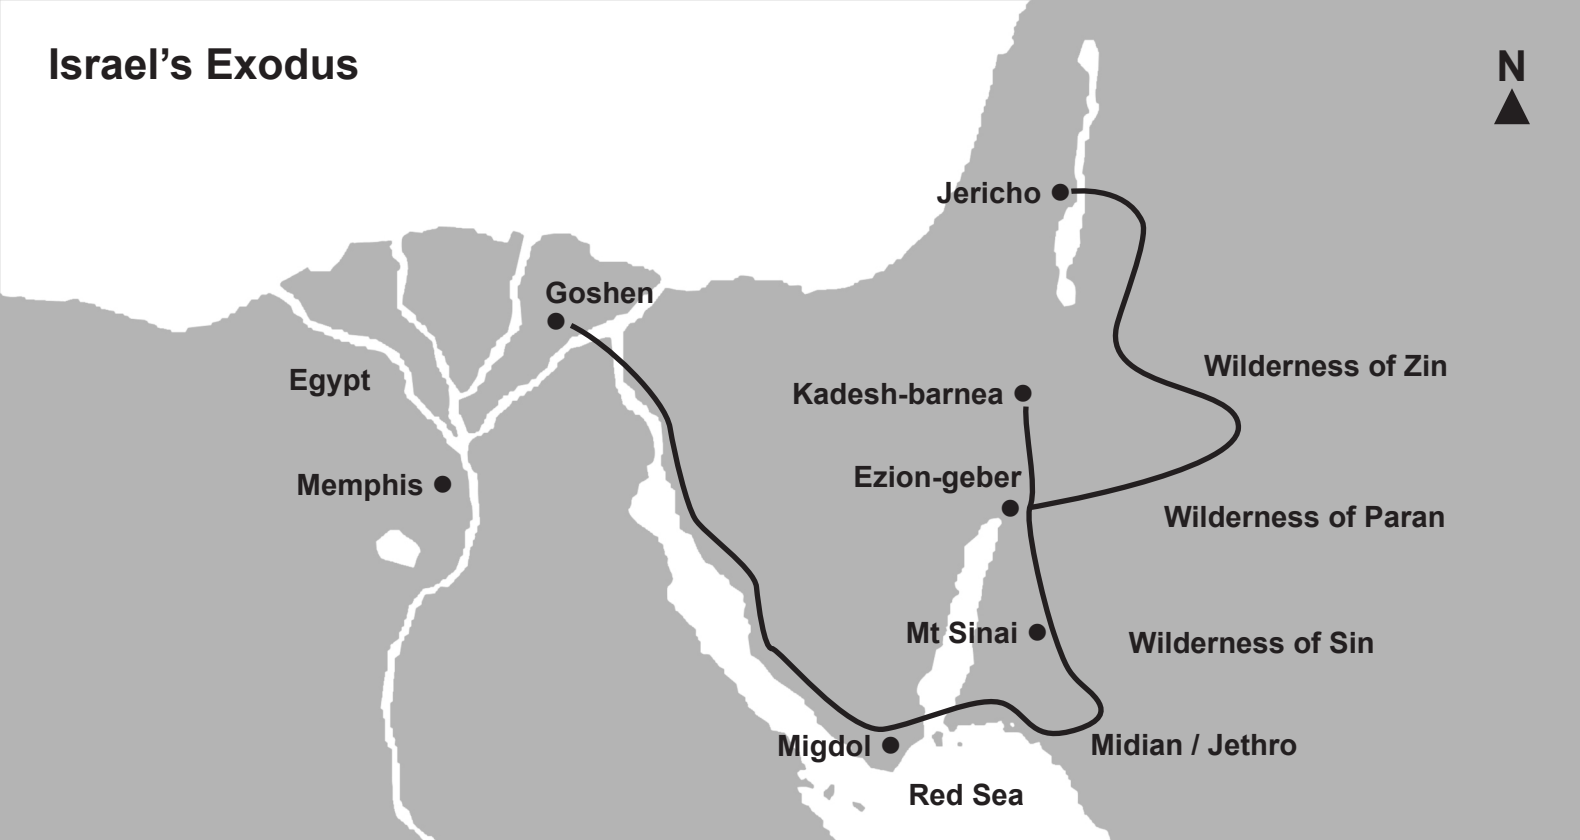 Israel’s Exodus
N
Jericho
Goshen
Wilderness of Zin
Egypt
Kadesh-barnea
Ezion-geber
Memphis
Wilderness of Paran
Mt Sinai
Wilderness of Sin
Migdol
Midian / Jethro
Red Sea